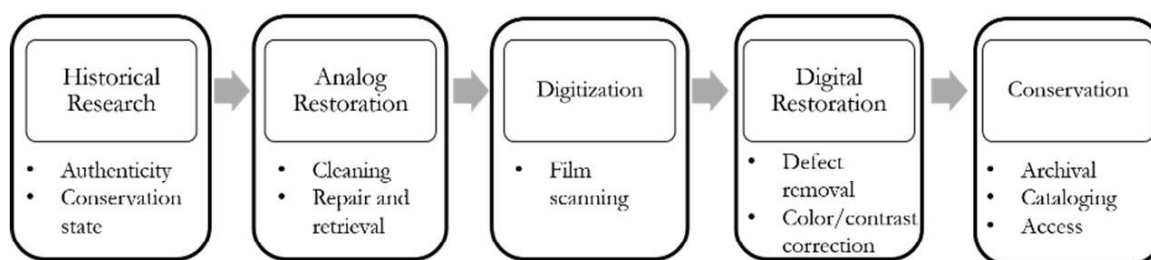 Historical
Research
• Authenticity
• Conservation
state
Analog
Restoration
• Cleaning
• Repair and
retrieval
Digitization
• Film
scanning
Digital
Restoration
• Defect
removal
• Color/contrast
correction
Conservation
• Archival
• Cataloging
• Access